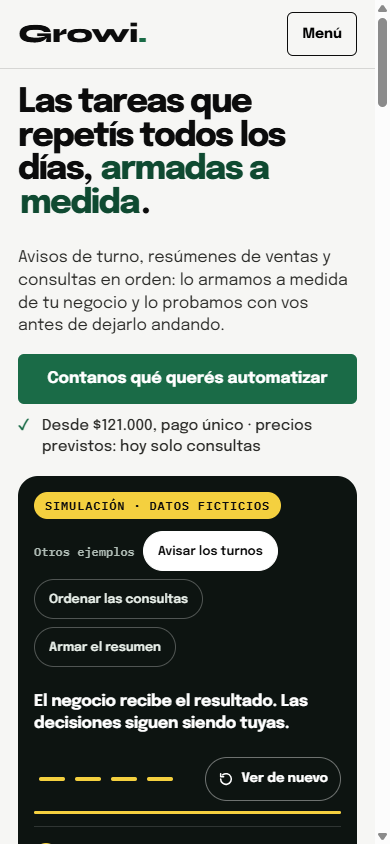 Growi.
Menú
Las tareas que
repetís todos los
días, armadas a
medida.
Avisos de turno, resúmenes de ventas y
consultas en orden: lo armamos a medida
de tu negocio y lo probamos con vos
antes de dejarlo andando.
Contanos qué querés automatizar
✓ Desde $121.000, pago único · precios
previstos: hoy solo consultas
SIMULACIÓN · DATOS FICTICIOS
Otros ejemplos
Avisar los turnos
Ordenar las consultas
Armar el resumen
El negocio recibe el resultado. Las
decisiones siguen siendo tuyas.
Ver de nuevo